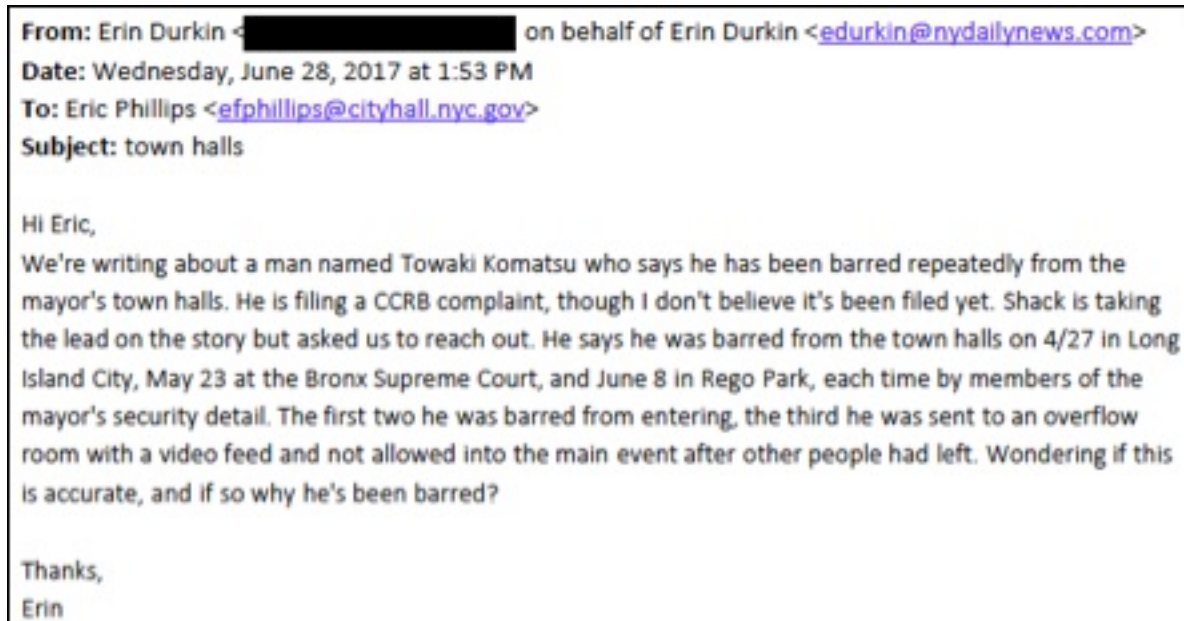 From: Erin Durkin < on behalf of Erin Durkin <edurkin@nydailynews.com>
Date: Wednesday, June 28, 2017 at 1:53 PM
To: Eric Phillips <efphillips@cityhall.nyc.gov>
Subject: town halls
Hi Eric,
We're writing about a man named Towaki Komatsu who says he has been barred repeatedly from the
mayor's town halls. He is filing a CCRB complaint, though I don't believe it's been filed yet. Shack is taking
the lead on the story but asked us to reach out. He says he was barred from the town halls on 4/27 in Long
Island City, May 23 at the Bronx Supreme Court, and June 8 in Rego Park, each time by members of the
mayor's security detail. The first two he was barred from entering, the third he was sent to an overflow
room with a video feed and not allowed into the main event after other people had left. Wondering if this
is accurate, and if so why he's been barred?
Thanks,
Erin